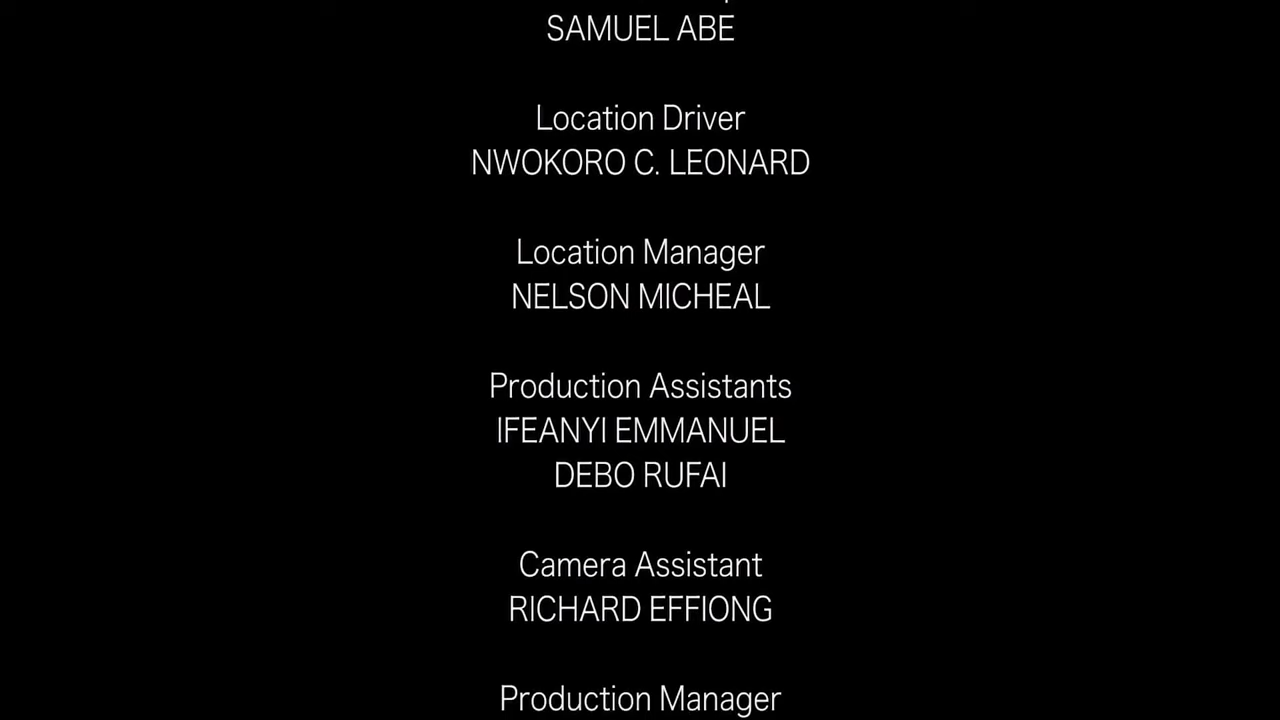 SAMUEL ABE
Location Driver
NWOKORO C. LEONARD
Location Manager
NELSON MICHEAL
Production Assistants
IFEANYI EMMANUEL
DEBO RUFAI
Camera Assistant
RICHARD EFFIONG
Production Manager